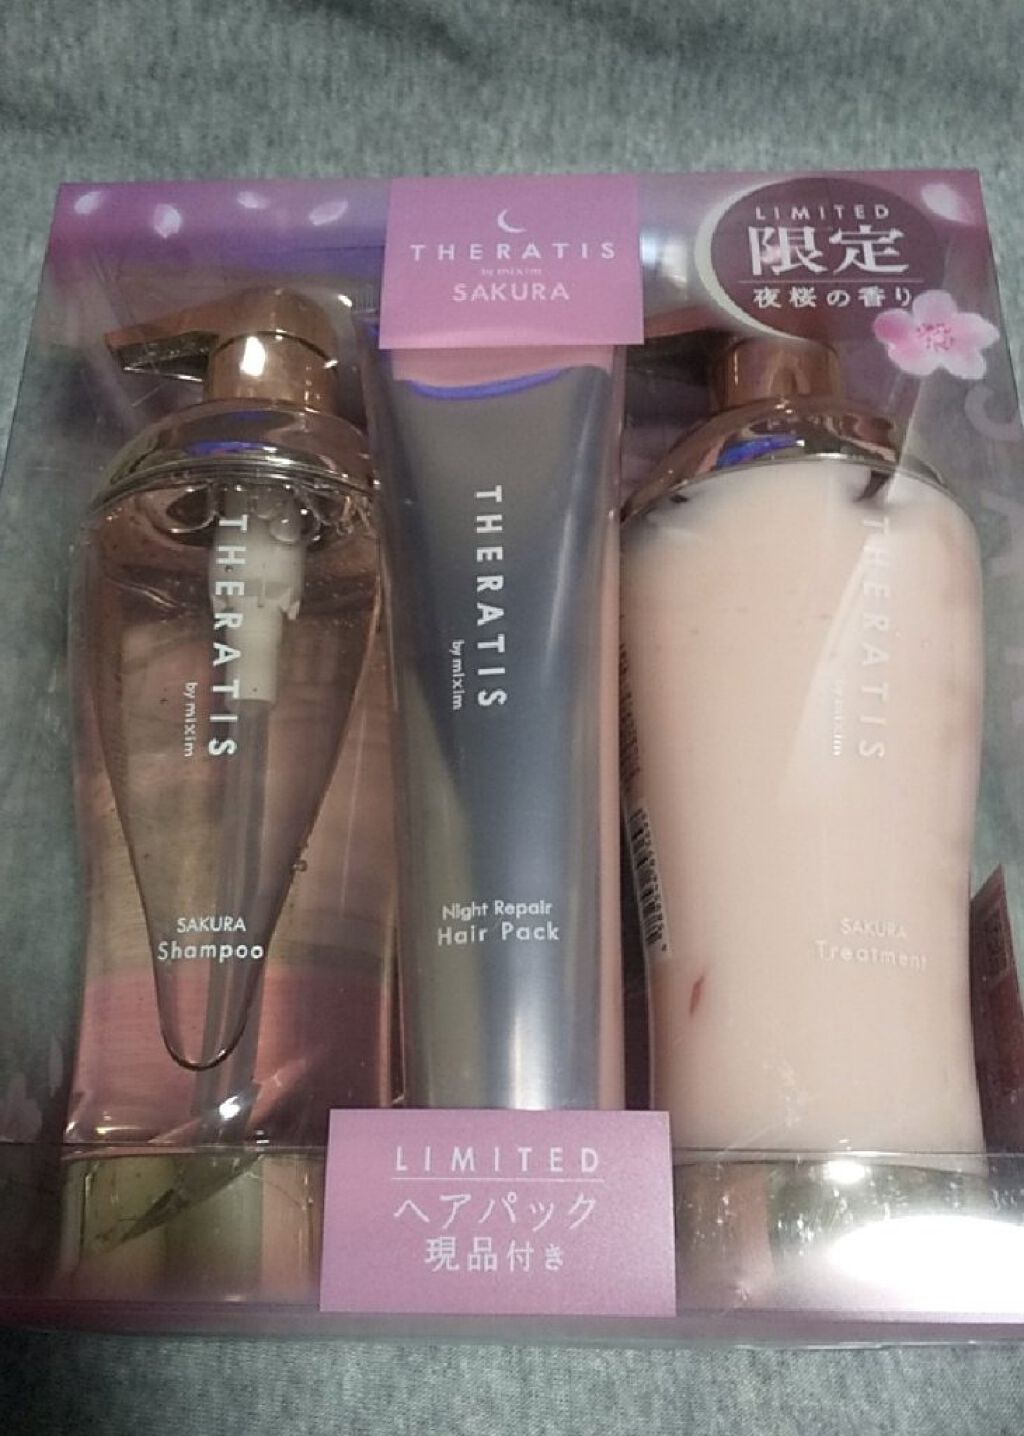 THERATIS
by mixim
SAKURA
LIMITED
限定
夜桜の香り
THERATIS
by mixim
SAKURA
Shampoo
THERATIS
by mixim
Night Repair
Hair Pack
THERATIS
by mixim
SAKURA
Treatment
LIMITED
ヘアパック
現品付き